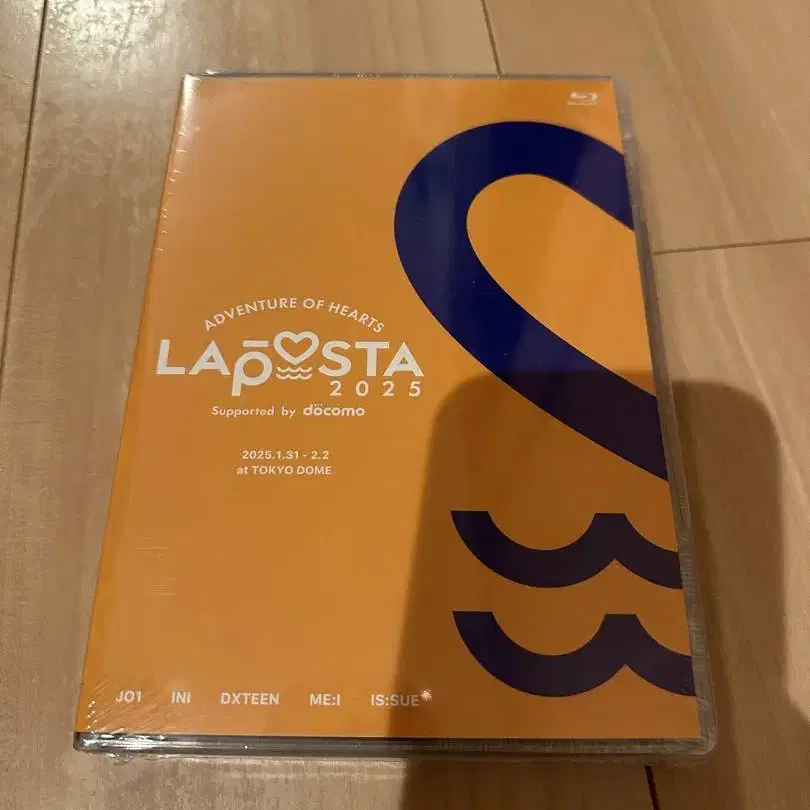 ADVENTURE OF HEARTS
LAPOSTA
2025
Supported by döcomo
2025.1.31 - 2.2
at TOKYO DOME
JO1 INI DXTEEN ME:I IS:SUE